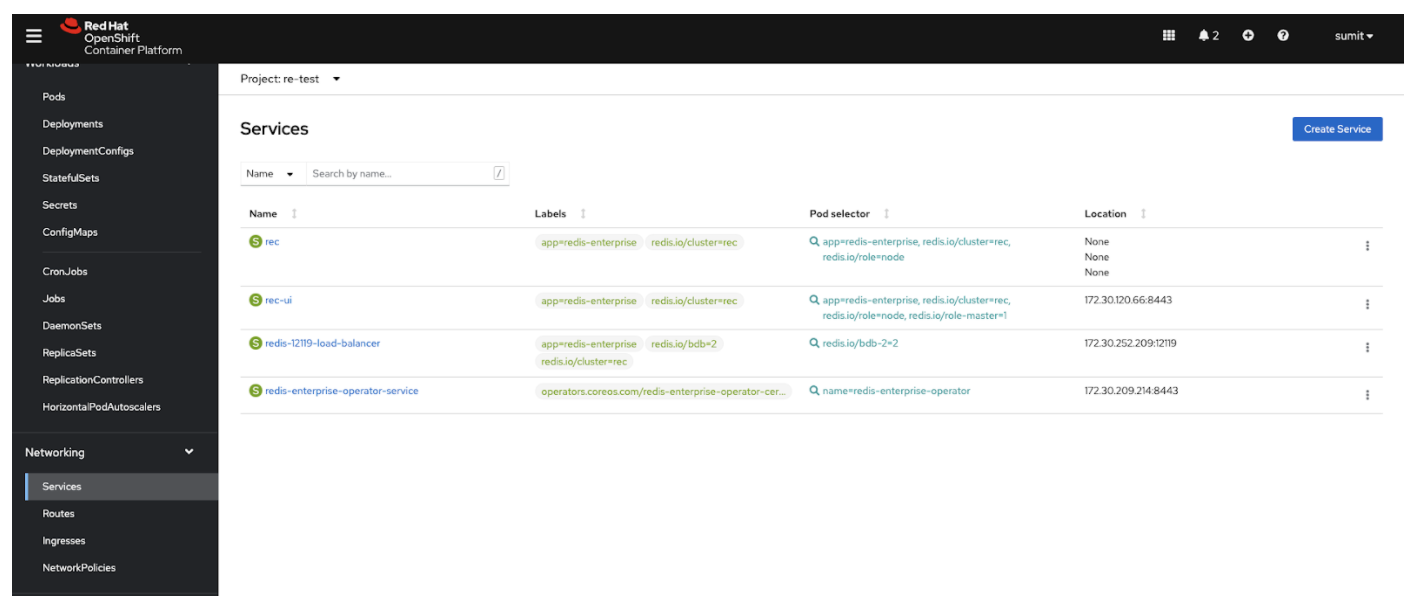 Red Hat
OpenShift
Container Platform
2
sumit
Workloads
Pods
Deployments
DeploymentConfigs
StatefulSets
Secrets
ConfigMaps
CronJobs
Jobs
DaemonSets
ReplicaSets
ReplicationControllers
HorizontalPodAutoscalers
Networking
Services
Routes
Ingresses
NetworkPolicies
Project: re-test
Services
Create Service
Name Search by name... /
Name Labels Pod selector Location
S rec app=redis-enterprise redis.io/cluster=rec app=redis-enterprise, redis.io/cluster=rec, None
redis.io/role=node None
None
S rec-ui app=redis-enterprise redis.io/cluster=rec app=redis-enterprise, redis.io/cluster=rec, 172.30.120.66:8443
redis.io/role=node, redis.io/role-master=1
S redis-12119-load-balancer app=redis-enterprise redis.io/bdb=2 redis.io/bdb-2=2 172.30.252.209:12119
redis.io/cluster=rec
S redis-enterprise-operator-service operators.coreos.com/redis-enterprise-operator-cer... name=redis-enterprise-operator 172.30.209.214:8443